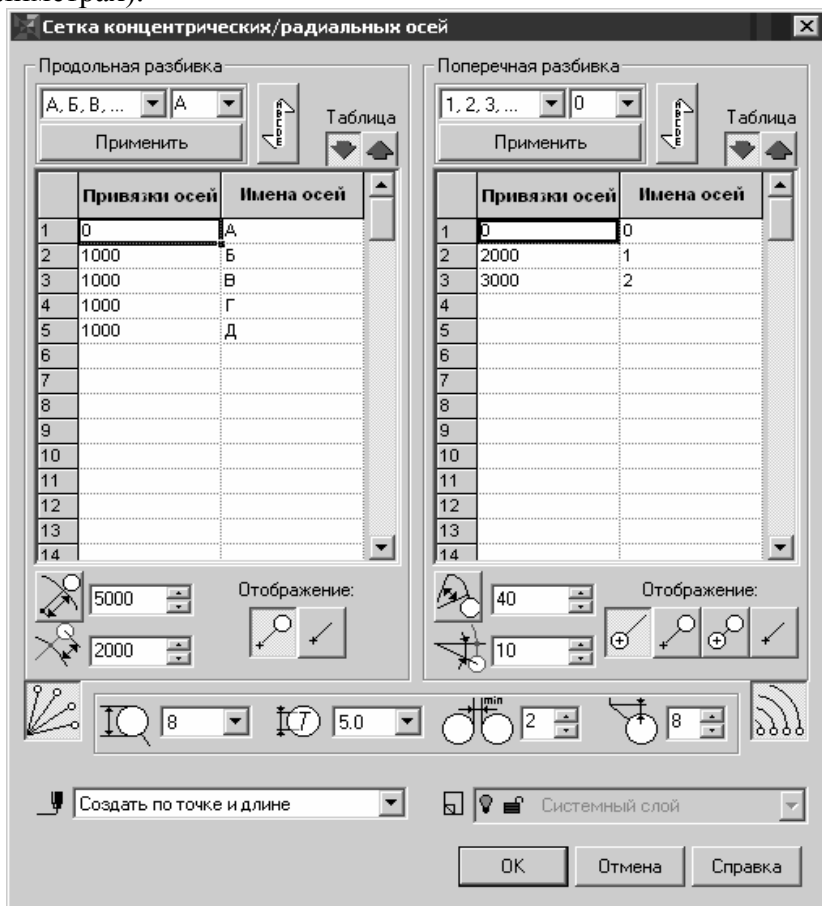 Сетка концентрических/радиальных осей
Продольная разбивка
А, Б, В, ... А
Применить
A B C D E
Таблица
Привязки осей Имена осей
1 0 А
2 1000 Б
3 1000 В
4 1000 Г
5 1000 Д
6
7
8
9
10
11
12
13
14
5000
2000
Отображение:
Поперечная разбивка
1, 2, 3, ... 0
Применить
A B C D E
Таблица
Привязки осей Имена осей
1 0 0
2 2000 1
3 3000 2
4
5
6
7
8
9
10
11
12
13
14
40
10
Отображение:
8
T 5.0
min 2
8
Создать по точке и длине
Системный слой
OK Отмена Справка